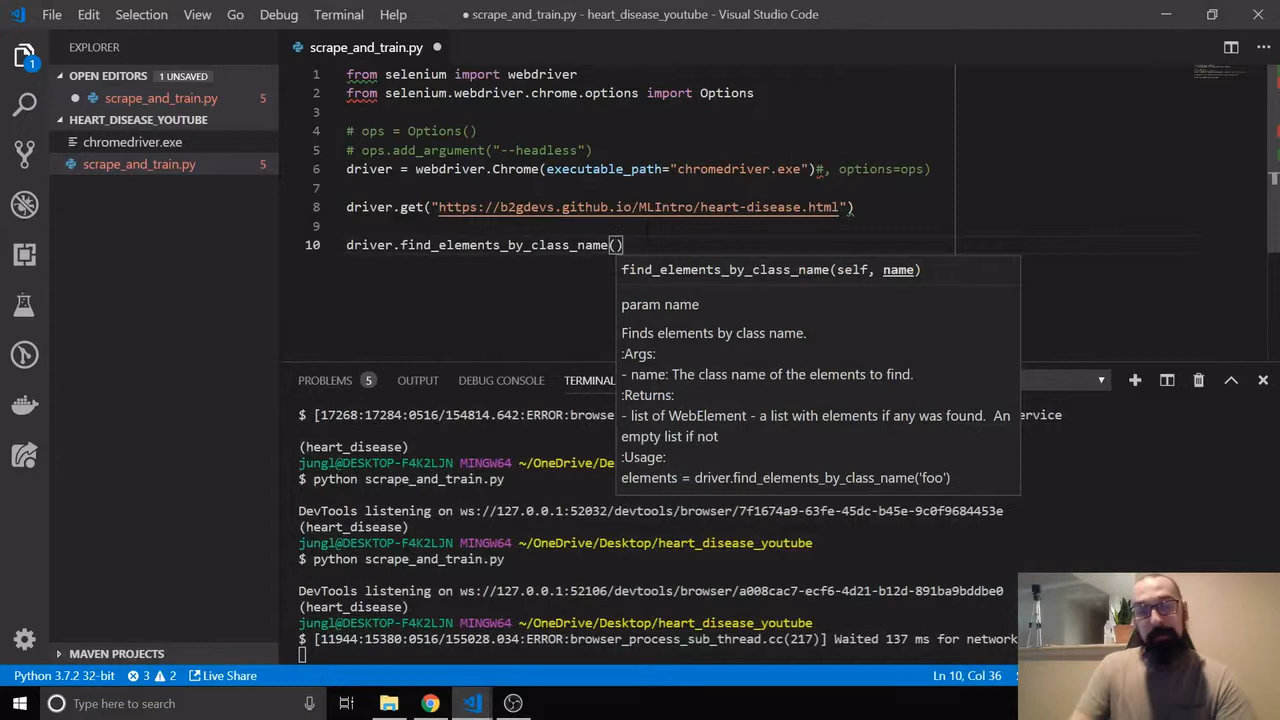 File Edit Selection View Go Debug Terminal Help ● scrape_and_train.py - heart_disease_youtube - Visual Studio Code
EXPLORER
scrape_and_train.py
OPEN EDITORS 1 UNSAVED
scrape_and_train.py 5
HEART_DISEASE_YOUTUBE
chromedriver.exe
scrape_and_train.py 5
MAVEN PROJECTS
1
1 from selenium import webdriver
2 from selenium.webdriver.chrome.options import Options
3
4 # ops = Options()
5 # ops.add_argument("--headless")
6 driver = webdriver.Chrome(executable_path="chromedriver.exe")#, options=ops)
7
8 driver.get("https://b2gdevs.github.io/MLIntro/heart-disease.html")
9
10 driver.find_elements_by_class_name()
find_elements_by_class_name(self, name)
param name
Finds elements by class name.
:Args:
- name: The class name of the elements to find.
:Returns:
- list of WebElement - a list with elements if any was found. An
empty list if not
:Usage:
elements = driver.find_elements_by_class_name('foo')
PROBLEMS 5 OUTPUT DEBUG CONSOLE TERMINAL
$ [17268:17284:0516/154814.642:ERROR:browser
ervice
(heart_disease)
jungl@DESKTOP-F4K2LJN MINGW64 ~/OneDrive/De
$ python scrape_and_train.py
DevTools listening on ws://127.0.0.1:52032/devtools/browser/7f1674a9-63fe-45dc-b45e-9c0f9684453e
(heart_disease)
jungl@DESKTOP-F4K2LJN MINGW64 ~/OneDrive/Desktop/heart_disease_youtube
$ python scrape_and_train.py
DevTools listening on ws://127.0.0.1:52106/devtools/browser/a008cac7-ecf6-4d21-b12d-891ba9bddbe0
(heart_disease)
jungl@DESKTOP-F4K2LJN MINGW64 ~/OneDrive/Desktop/heart_disease_youtube
$ [11944:15380:0516/155028.034:ERROR:browser_process_sub_thread.cc(217)] Waited 137 ms for network
Python 3.7.2 32-bit 3 2 Live Share Ln 10, Col 36
Type here to search